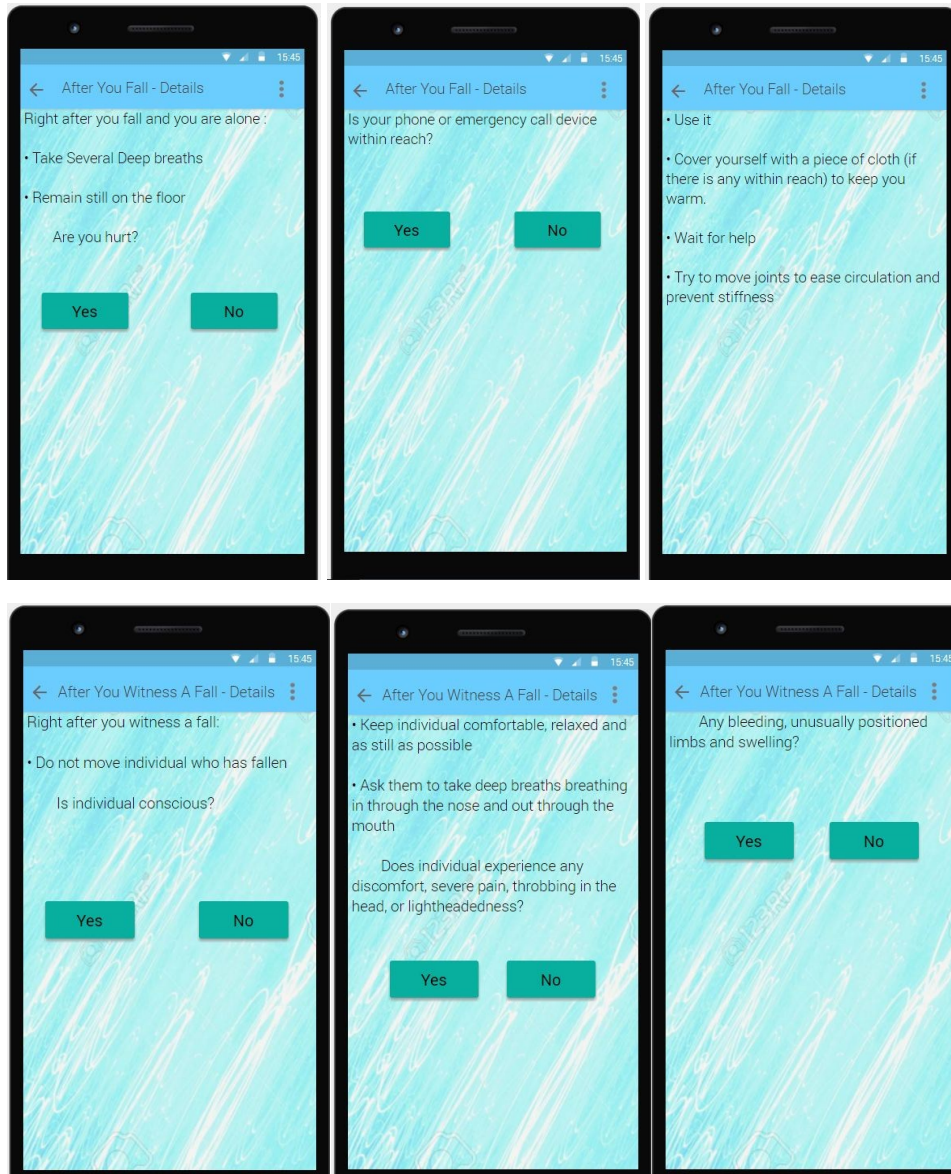 15:45
After You Fall - Details
Right after you fall and you are alone :
• Take Several Deep breaths
• Remain still on the floor
Are you hurt?
Yes No
15:45
After You Fall - Details
Is your phone or emergency call device
within reach?
Yes No
15:45
After You Fall - Details
• Use it
• Cover yourself with a piece of cloth (if
there is any within reach) to keep you
warm.
• Wait for help
• Try to move joints to ease circulation and
prevent stiffness
15:45
After You Witness A Fall - Details
Right after you witness a fall:
• Do not move individual who has fallen
Is individual conscious?
Yes No
15:45
After You Witness A Fall - Details
• Keep individual comfortable, relaxed and
as still as possible
• Ask them to take deep breaths breathing
in through the nose and out through the
mouth
Does individual experience any
discomfort, severe pain, throbbing in the
head, or lightheadedness?
Yes No
15:45
After You Witness A Fall - Details
Any bleeding, unusually positioned
limbs and swelling?
Yes No